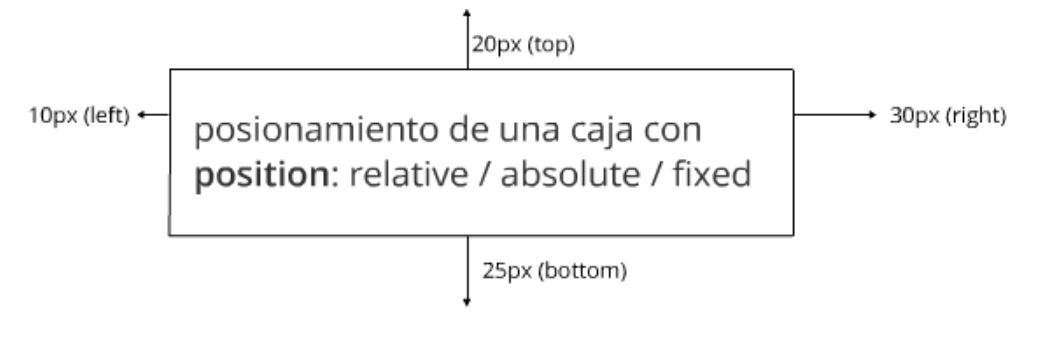 20px (top)
10px (left)
30px (right)
posionamiento de una caja con
position: relative / absolute / fixed
25px (bottom)